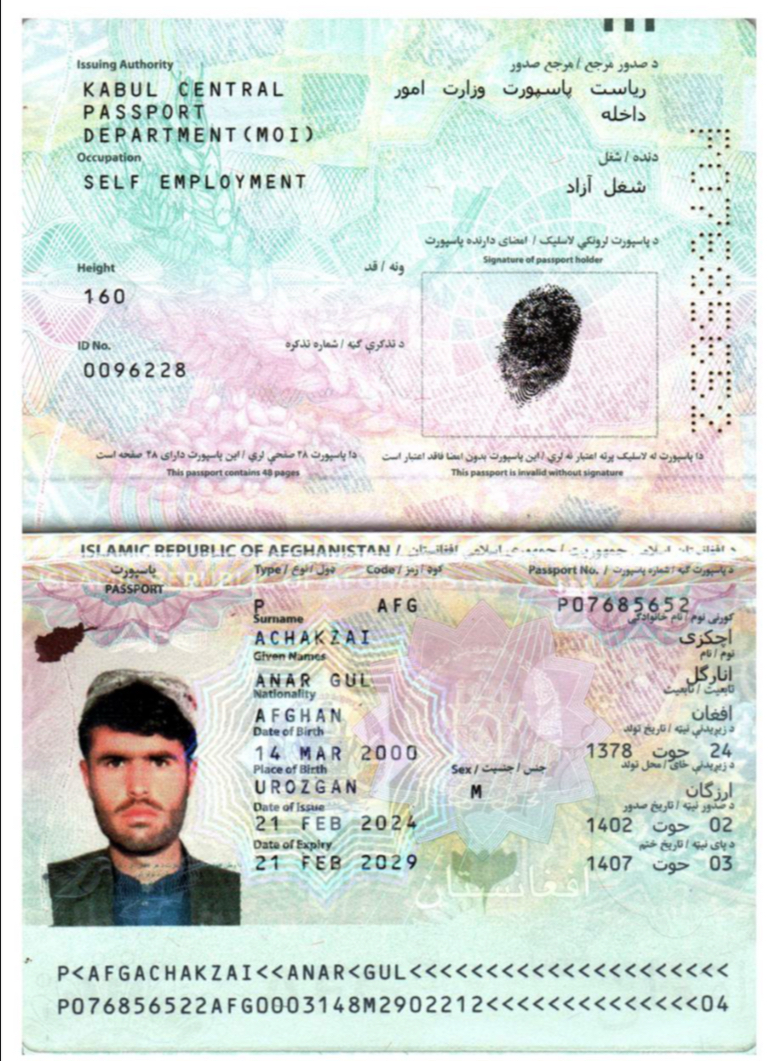 Issuing Authority د صدور مرجع / مرجع صدور
KABUL CENTRAL ریاست پاسپورت وزارت امور
PASSPORT داخله
DEPARTMENT(MOI)
Occupation دنده / شغل
SELF EMPLOYMENT شغل آزاد
د پاسپورت لرونکي لاسلیک / امضای دارنده پاسپورت
Signature of passport holder
Height ونه / قد
160
ID No. د تذکرې ګڼه / شماره تذکره
0096228
دا پاسپورت ۴۸ صفحې لري / این پاسپورت دارای ۴۸ صفحه است دا پاسپورت له لاسلیک پرته اعتبار نه لري / این پاسپورت بدون امضا فاقد اعتبار است
This passport contains 48 pages This passport is invalid without signature
ISLAMIC REPUBLIC OF AFGHANISTAN /
پاسپورت Type / ډول / نوع Code / کوډ / رمز Passport No. / د پاسپورت ګڼه / شماره پاسپورت
PASSPORT
P AFG P07685652
Surname کورنی نوم / نام خانوادگی
ACHAKZAI اچکزی
Given Names نوم / نام
ANAR GUL انارگل
Nationality تابعیت / تابعیت
AFGHAN افغان
Date of Birth د زېږېدنې نېټه / تاریخ تولد
14 MAR 2000 24 حوت 1378
Place of Birth Sex / جنس / جنسیت د زېږېدنې ځای / محل تولد
UROZGAN M ارزگان
Date of Issue د صدور نېټه / تاریخ صدور
21 FEB 2024 02 حوت 1402
Date of Expiry د پای نېټه / تاریخ ختم
21 FEB 2029 03 حوت 1407
افغانستان
P<AFGACHAKZAI<<ANAR<GUL<<<<<<<<<<<<<<<<<<<<<
P076856522AFG0003148M2902212<<<<<<<<<<<<<<04